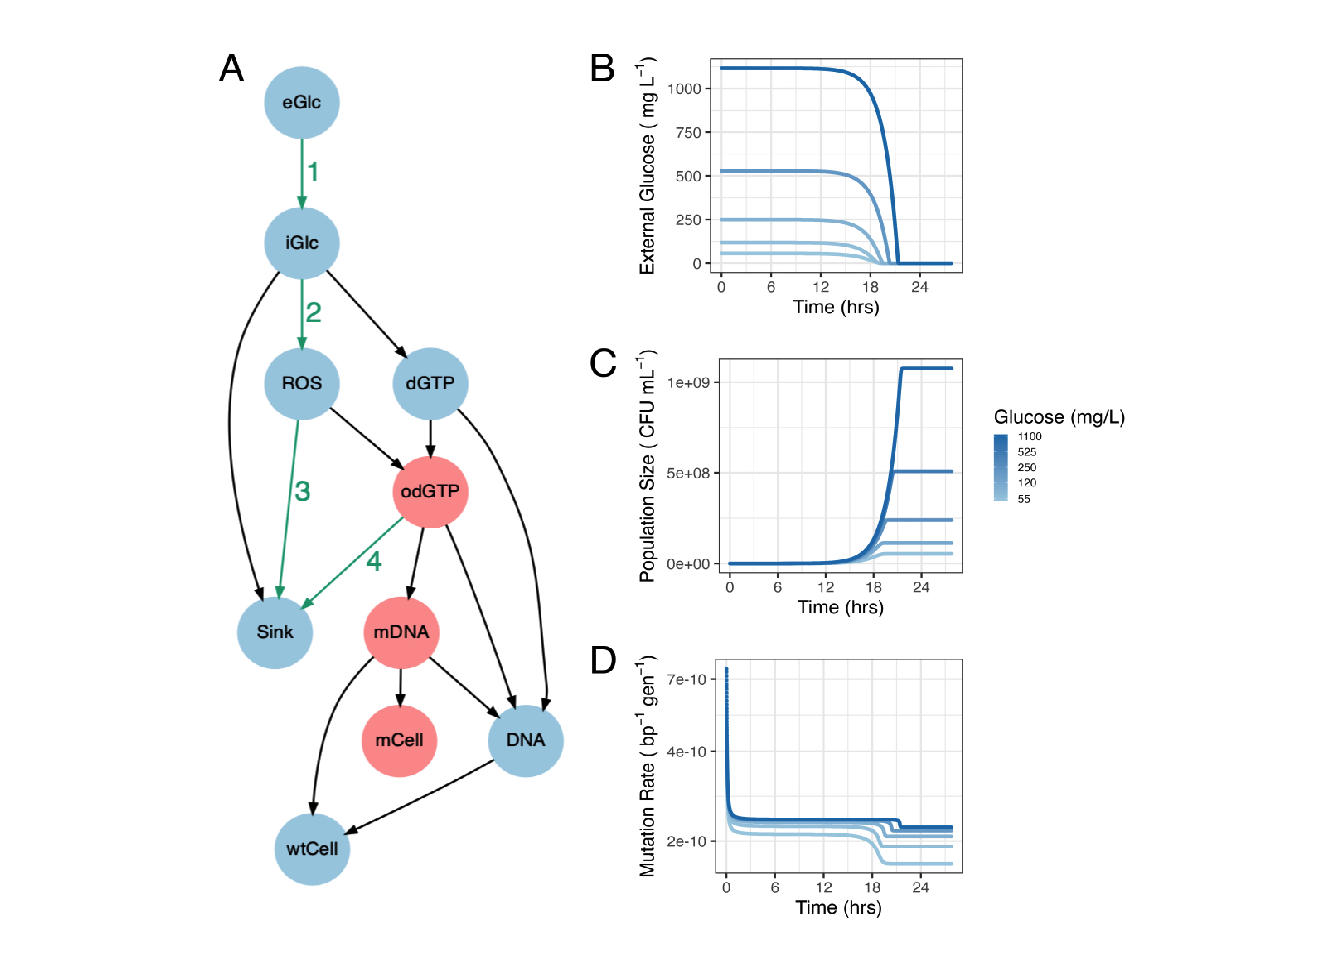 A
eGlc
1
iGlc
2
ROS
dGTP
odGTP
3
4
Sink
mDNA
mCell
DNA
wtCell
B
External Glucose ( mg L⁻¹)
1000
750
500
250
0
0 6 12 18 24
Time (hrs)
C
Population Size ( CFU mL⁻¹)
1e+09
5e+08
0e+00
0 6 12 18 24
Time (hrs)
Glucose (mg/L)
1100
525
250
120
55
D
Mutation Rate ( bp⁻¹ gen⁻¹)
7e-10
4e-10
2e-10
0 6 12 18 24
Time (hrs)